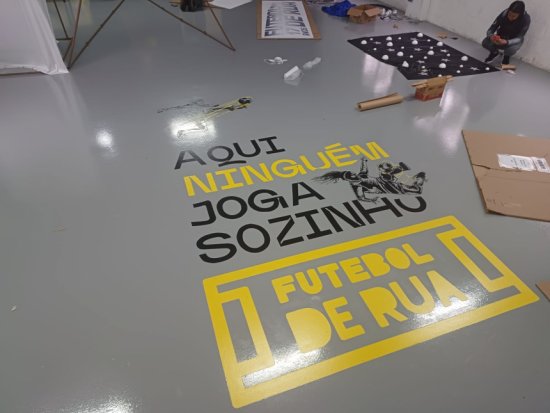 AQUI
NINGUÉM
JOGA
SOZINHO
FUTEBOL
DE RUA